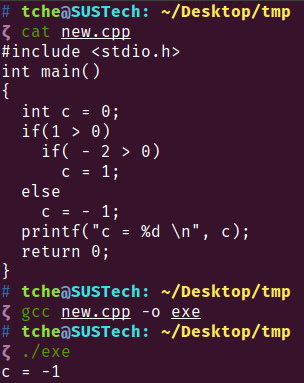 # tche@SUSTech: ~/Desktop/tmp
ζ cat new.cpp
#include <stdio.h>
int main()
{
  int c = 0;
  if(1 > 0)
    if( - 2 > 0)
      c = 1;
  else
    c = - 1;
  printf("c = %d \n", c);
  return 0;
}
# tche@SUSTech: ~/Desktop/tmp
ζ gcc new.cpp -o exe
# tche@SUSTech: ~/Desktop/tmp
ζ ./exe
c = -1